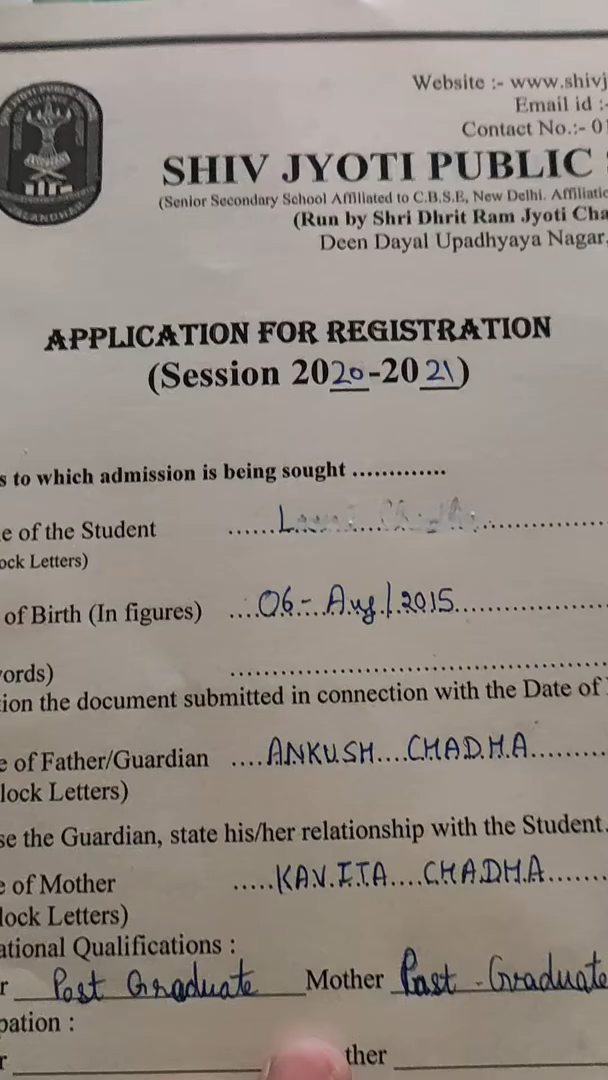 Website :- www.shivj
Email id :-
Contact No.:- 01
SHIV JYOTI PUBLIC S
(Senior Secondary School Affiliated to C.B.S.E, New Delhi. Affiliatio
(Run by Shri Dhrit Ram Jyoti Cha
Deen Dayal Upadhyaya Nagar,
APPLICATION FOR REGISTRATION
(Session 2020-2021)
s to which admission is being sought .............
e of the Student
ock Letters)
of Birth (In figures) ....06-Aug/2015.....................
ords) ..................................................
ion the document submitted in connection with the Date of
e of Father/Guardian ....ANKUSH....CHADHA.........
lock Letters)
se the Guardian, state his/her relationship with the Student.
e of Mother .....KAVITA....CHADHA........
lock Letters)
ational Qualifications :
r Post Graduate Mother Post-Graduate
pation :
r ther